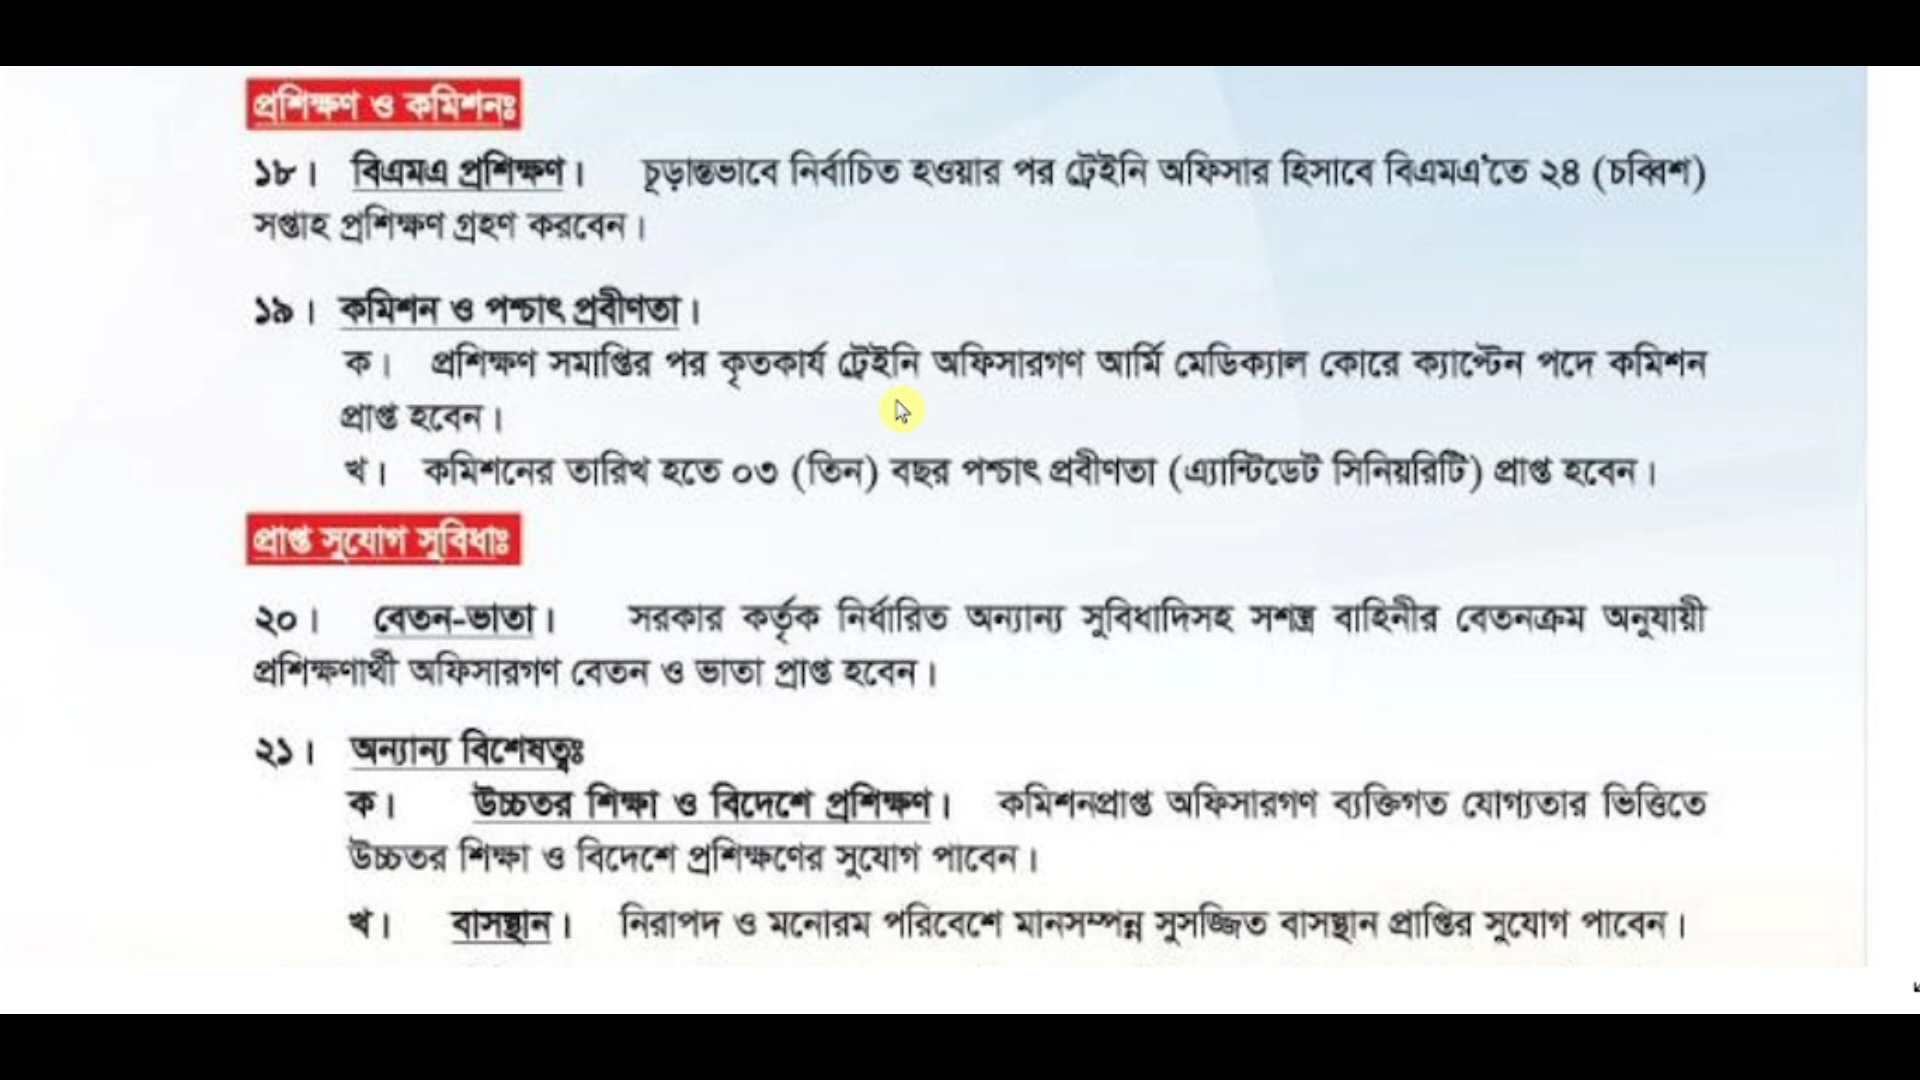 প্রশিক্ষণ ও কমিশনঃ
১৮। বিএমএ প্রশিক্ষণ। চূড়ান্তভাবে নির্বাচিত হওয়ার পর ট্রেইনি অফিসার হিসাবে বিএমএ'তে ২৪ (চব্বিশ)
সপ্তাহ প্রশিক্ষণ গ্রহণ করবেন।
১৯। কমিশন ও পশ্চাৎ প্রবীণতা।
ক। প্রশিক্ষণ সমাপ্তির পর কৃতকার্য ট্রেইনি অফিসারগণ আর্মি মেডিক্যাল কোরে ক্যাপ্টেন পদে কমিশন
প্রাপ্ত হবেন।
খ। কমিশনের তারিখ হতে ০৩ (তিন) বছর পশ্চাৎ প্রবীণতা (এ্যান্টিডেট সিনিয়রিটি) প্রাপ্ত হবেন।
প্রাপ্ত সুযোগ সুবিধাঃ
২০। বেতন-ভাতা। সরকার কর্তৃক নির্ধারিত অন্যান্য সুবিধাদিসহ সশস্ত্র বাহিনীর বেতনক্রম অনুযায়ী
প্রশিক্ষণার্থী অফিসারগণ বেতন ও ভাতা প্রাপ্ত হবেন।
২১। অন্যান্য বিশেষত্বঃ
ক। উচ্চতর শিক্ষা ও বিদেশে প্রশিক্ষণ। কমিশনপ্রাপ্ত অফিসারগণ ব্যক্তিগত যোগ্যতার ভিত্তিতে
উচ্চতর শিক্ষা ও বিদেশে প্রশিক্ষণের সুযোগ পাবেন।
খ। বাসস্থান। নিরাপদ ও মনোরম পরিবেশে মানসম্পন্ন সুসজ্জিত বাসস্থান প্রাপ্তির সুযোগ পাবেন।